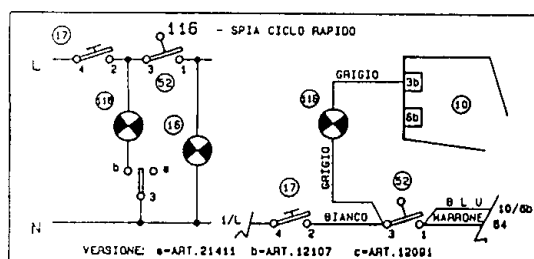 116 - SPIA CICLO RAPIDO
17
L 4 2 3 1
52
116
16
b a
3
N
GRIGIO
3b
10
6b
116
GRIGIO
17
52
1/L 4 2 BIANCO 3 1
BLU
MARRONE
10/6b
64
VERSIONE: a=ART.21411 b=ART.12107 c=ART.12091